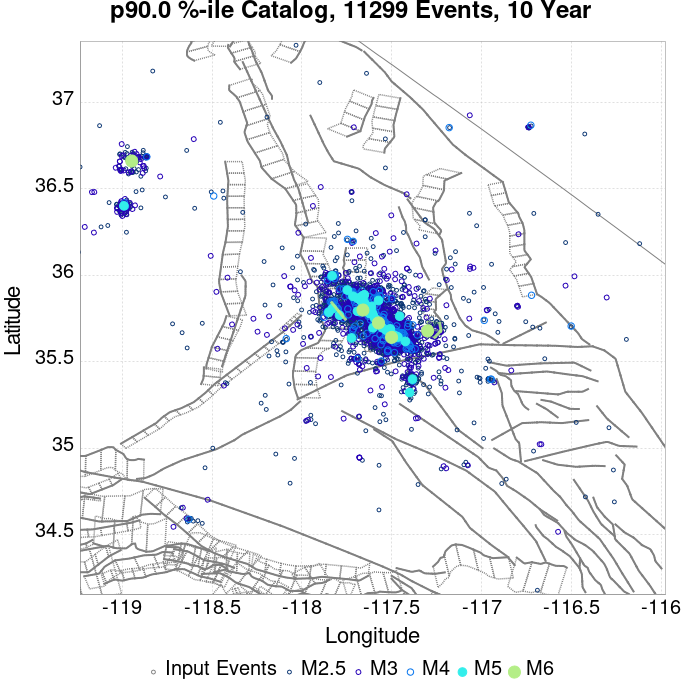 p90.0 %-ile Catalog, 11299 Events, 10 Year
37
36.5
36
35.5
35
34.5
Latitude
-119
-118.5
-118
-117.5
-117
-116.5
-116
Longitude
Input Events
M2.5
M3
M4
M5
M6